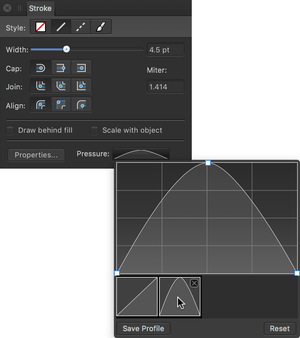 Stroke
Style:
Width: 4.5 pt
Cap: Miter:
Join: 1.414
Align:
Draw behind fill Scale with object
Properties... Pressure:
Save Profile Reset